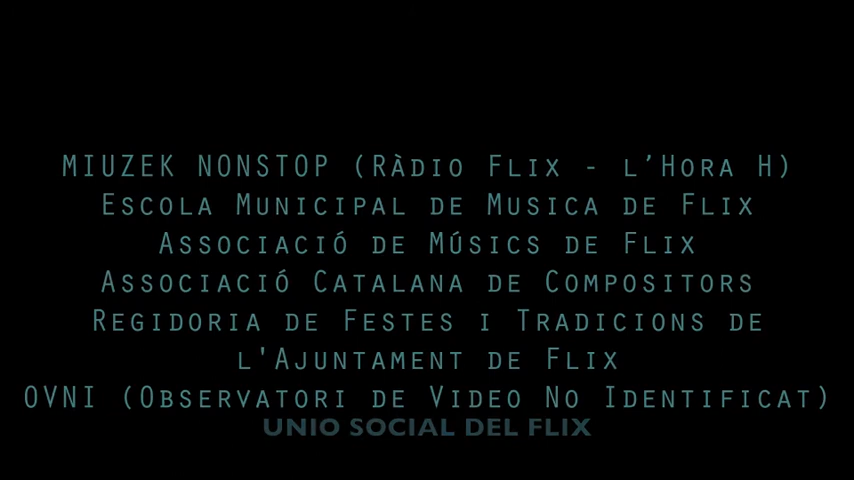 MIUZEK NONSTOP (Ràdio Flix - l’Hora H)
Escola Municipal de Musica de Flix
Associació de Músics de Flix
Associació Catalana de Compositors
Regidoria de Festes i Tradicions de
l'Ajuntament de Flix
OVNI (Observatori de Video No Identificat)
UNIO SOCIAL DEL FLIX